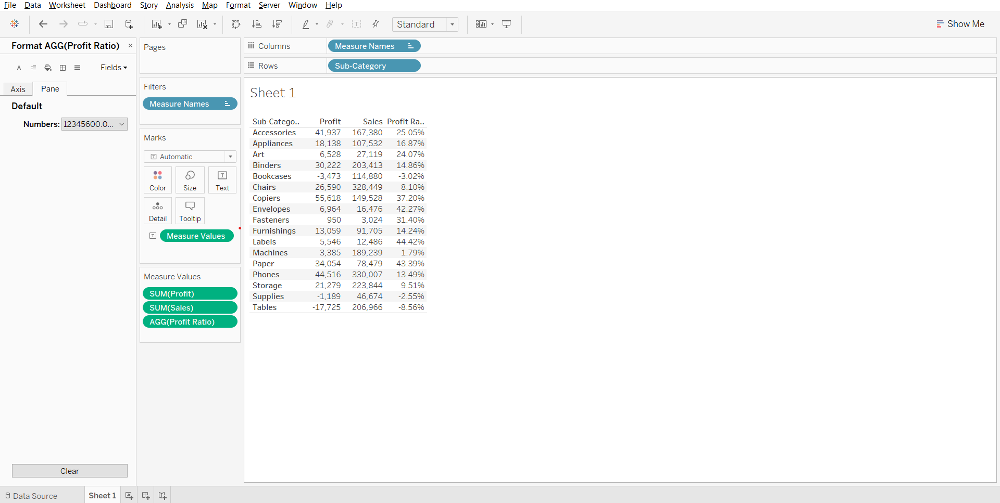 File Data Worksheet Dashboard Story Analysis Map Format Server Window Help
Standard
Show Me
Format AGG(Profit Ratio)
Fields
Axis Pane
Default
Numbers: 12345600.0...
Clear
Pages
Filters
Measure Names
Marks
Automatic
Color Size Text
Detail Tooltip
Measure Values
Measure Values
SUM(Profit)
SUM(Sales)
AGG(Profit Ratio)
Columns Measure Names
Rows Sub-Category
Sheet 1
Sub-Catego.. Profit Sales Profit Ra..
Accessories 41,937 167,380 25.05%
Appliances 18,138 107,532 16.87%
Art 6,528 27,119 24.07%
Binders 30,222 203,413 14.86%
Bookcases -3,473 114,880 -3.02%
Chairs 26,590 328,449 8.10%
Copiers 55,618 149,528 37.20%
Envelopes 6,964 16,476 42.27%
Fasteners 950 3,024 31.40%
Furnishings 13,059 91,705 14.24%
Labels 5,546 12,486 44.42%
Machines 3,385 189,239 1.79%
Paper 34,054 78,479 43.39%
Phones 44,516 330,007 13.49%
Storage 21,279 223,844 9.51%
Supplies -1,189 46,674 -2.55%
Tables -17,725 206,966 -8.56%
Data Source Sheet 1